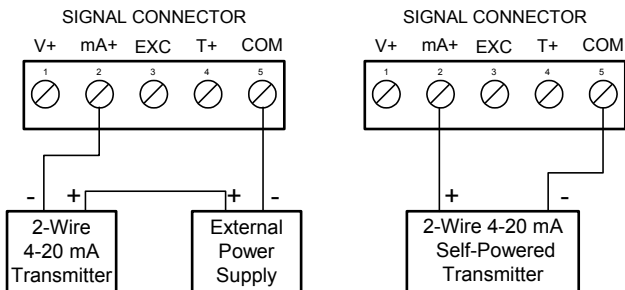 SIGNAL CONNECTOR
V+ mA+ EXC T+ COM
1 2 3 4 5
- + + -
2-Wire
4-20 mA
Transmitter
External
Power
Supply
SIGNAL CONNECTOR
V+ mA+ EXC T+ COM
1 2 3 4 5
+ -
2-Wire 4-20 mA
Self-Powered
Transmitter